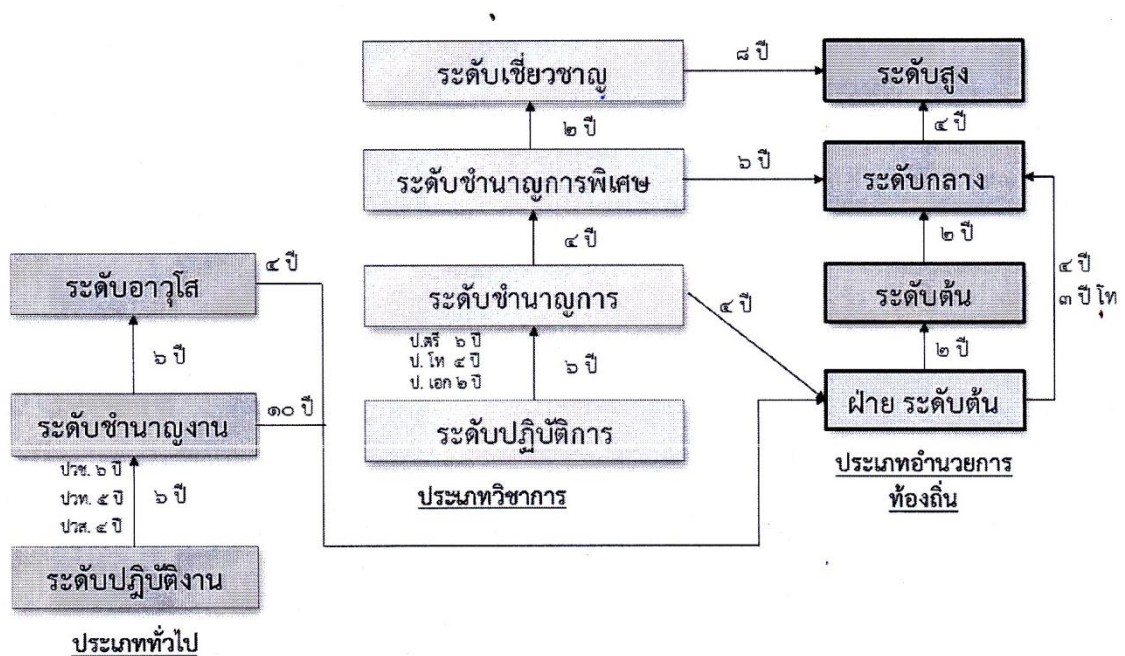 ระดับเชี่ยวชาญ
๘ ปี
ระดับสูง
๒ ปี
๔ ปี
ระดับชำนาญการพิเศษ
๖ ปี
ระดับกลาง
๔ ปี
๒ ปี
ระดับอาวุโส
๔ ปี
ระดับชำนาญการ
๔ ปี
ระดับต้น
๔ ปี
๓ ปี โท
๖ ปี
ป.ตรี ๖ ปี
ป. โท ๔ ปี
ป. เอก ๒ ปี
๖ ปี
๒ ปี
ระดับชำนาญงาน
๑๐ ปี
ระดับปฏิบัติการ
ฝ่าย ระดับต้น
ปวช. ๖ ปี
ปวท. ๕ ปี
ปวส. ๔ ปี
๖ ปี
ประเภทวิชาการ
ประเภทอำนวยการ
ท้องถิ่น
ระดับปฏิบัติงาน
ประเภททั่วไป